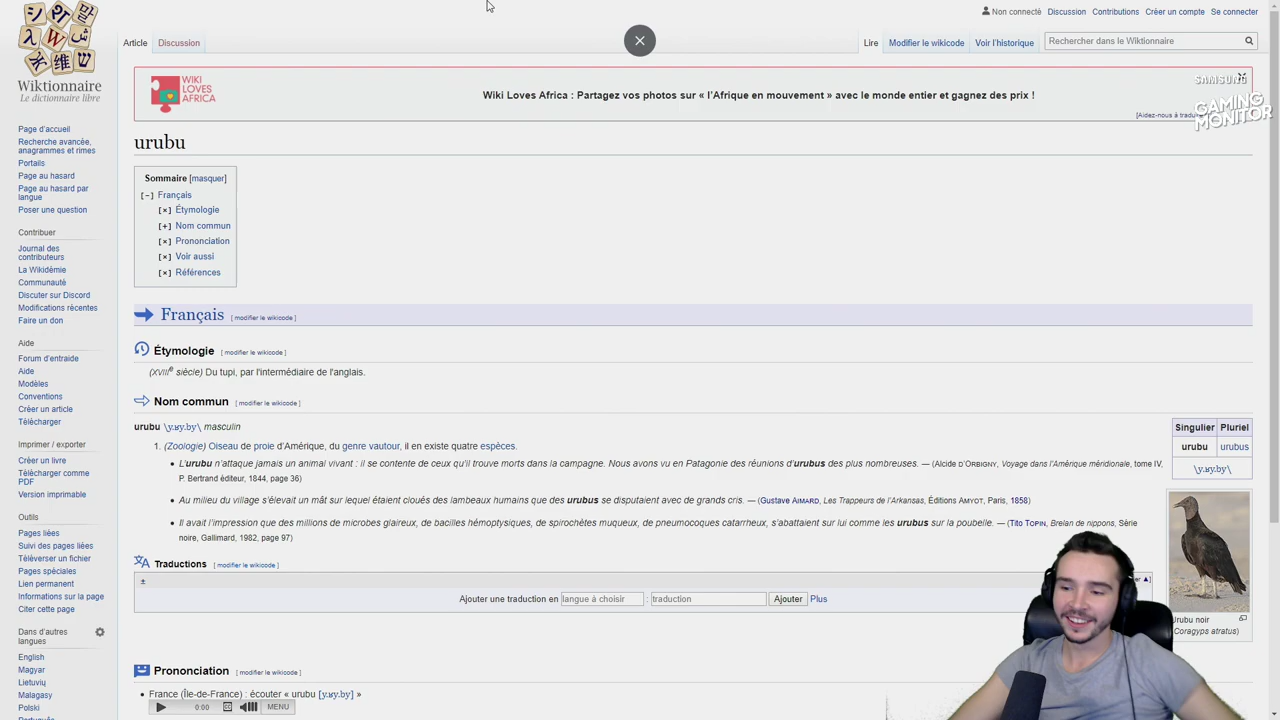 Non connecté Discussion Contributions Créer un compte Se connecter
Article Discussion Lire Modifier le wikicode Voir l'historique Rechercher dans le Wiktionnaire
Wiktionnaire
Le dictionnaire libre
Page d'accueil
Recherche avancée,
anagrammes et rimes
Portails
Page au hasard
Page au hasard par
langue
Poser une question
Contribuer
Journal des
contributeurs
La Wikidémie
Communauté
Discuter sur Discord
Modifications récentes
Faire un don
Aide
Forum d'entraide
Aide
Modèles
Conventions
Créer un article
Télécharger
Imprimer / exporter
Créer un livre
Télécharger comme
PDF
Version imprimable
Outils
Pages liées
Suivi des pages liées
Téléverser un fichier
Pages spéciales
Lien permanent
Informations sur la page
Citer cette page
Dans d'autres
langues
English
Magyar
Lietuvių
Malagasy
Polski
WIKI
LOVES
AFRICA
Wiki Loves Africa : Partagez vos photos sur « l'Afrique en mouvement » avec le monde entier et gagnez des prix !
SAMSUNG
GAMING
MONITOR
urubu
Sommaire [masquer]
[−] Français
[×] Étymologie
[+] Nom commun
[×] Prononciation
[×] Voir aussi
[×] Références
Français [ modifier le wikicode ]
Étymologie [ modifier le wikicode ]
(XVIIIe siècle) Du tupi, par l'intermédiaire de l'anglais.
Nom commun [ modifier le wikicode ]
urubu \y.ʁy.by\ masculin
1. (Zoologie) Oiseau de proie d'Amérique, du genre vautour, il en existe quatre espèces.
• L'urubu n'attaque jamais un animal vivant : il se contente de ceux qu'il trouve morts dans la campagne. Nous avons vu en Patagonie des réunions d'urubus des plus nombreuses. — (Alcide D'ORBIGNY, Voyage dans l'Amérique méridionale, tome IV,
P. Bertrand éditeur, 1844, page 36)
• Au milieu du village s'élevait un mât sur lequel étaient cloués des lambeaux humains que des urubus se disputaient avec de grands cris. — (Gustave AIMARD, Les Trappeurs de l'Arkansas, Éditions AMYOT, Paris, 1858)
• Il avait l'impression que des millions de microbes glaireux, de bacilles hémoptysiques, de spirochètes muqueux, de pneumocoques catarrheux, s'abattaient sur lui comme les urubus sur la poubelle. — (Tito TOPIN, Brelan de nippons, Série
noire, Gallimard, 1982, page 97)
Singulier Pluriel
urubu urubus
\y.ʁy.by\
Urubu noir
(Coragyps atratus)
Traductions [ modifier le wikicode ]
±
Ajouter une traduction en langue à choisir : traduction Ajouter Plus
Prononciation [ modifier le wikicode ]
• France (Île-de-France) : écouter « urubu [y.ʁy.by] »
0:00 MENU